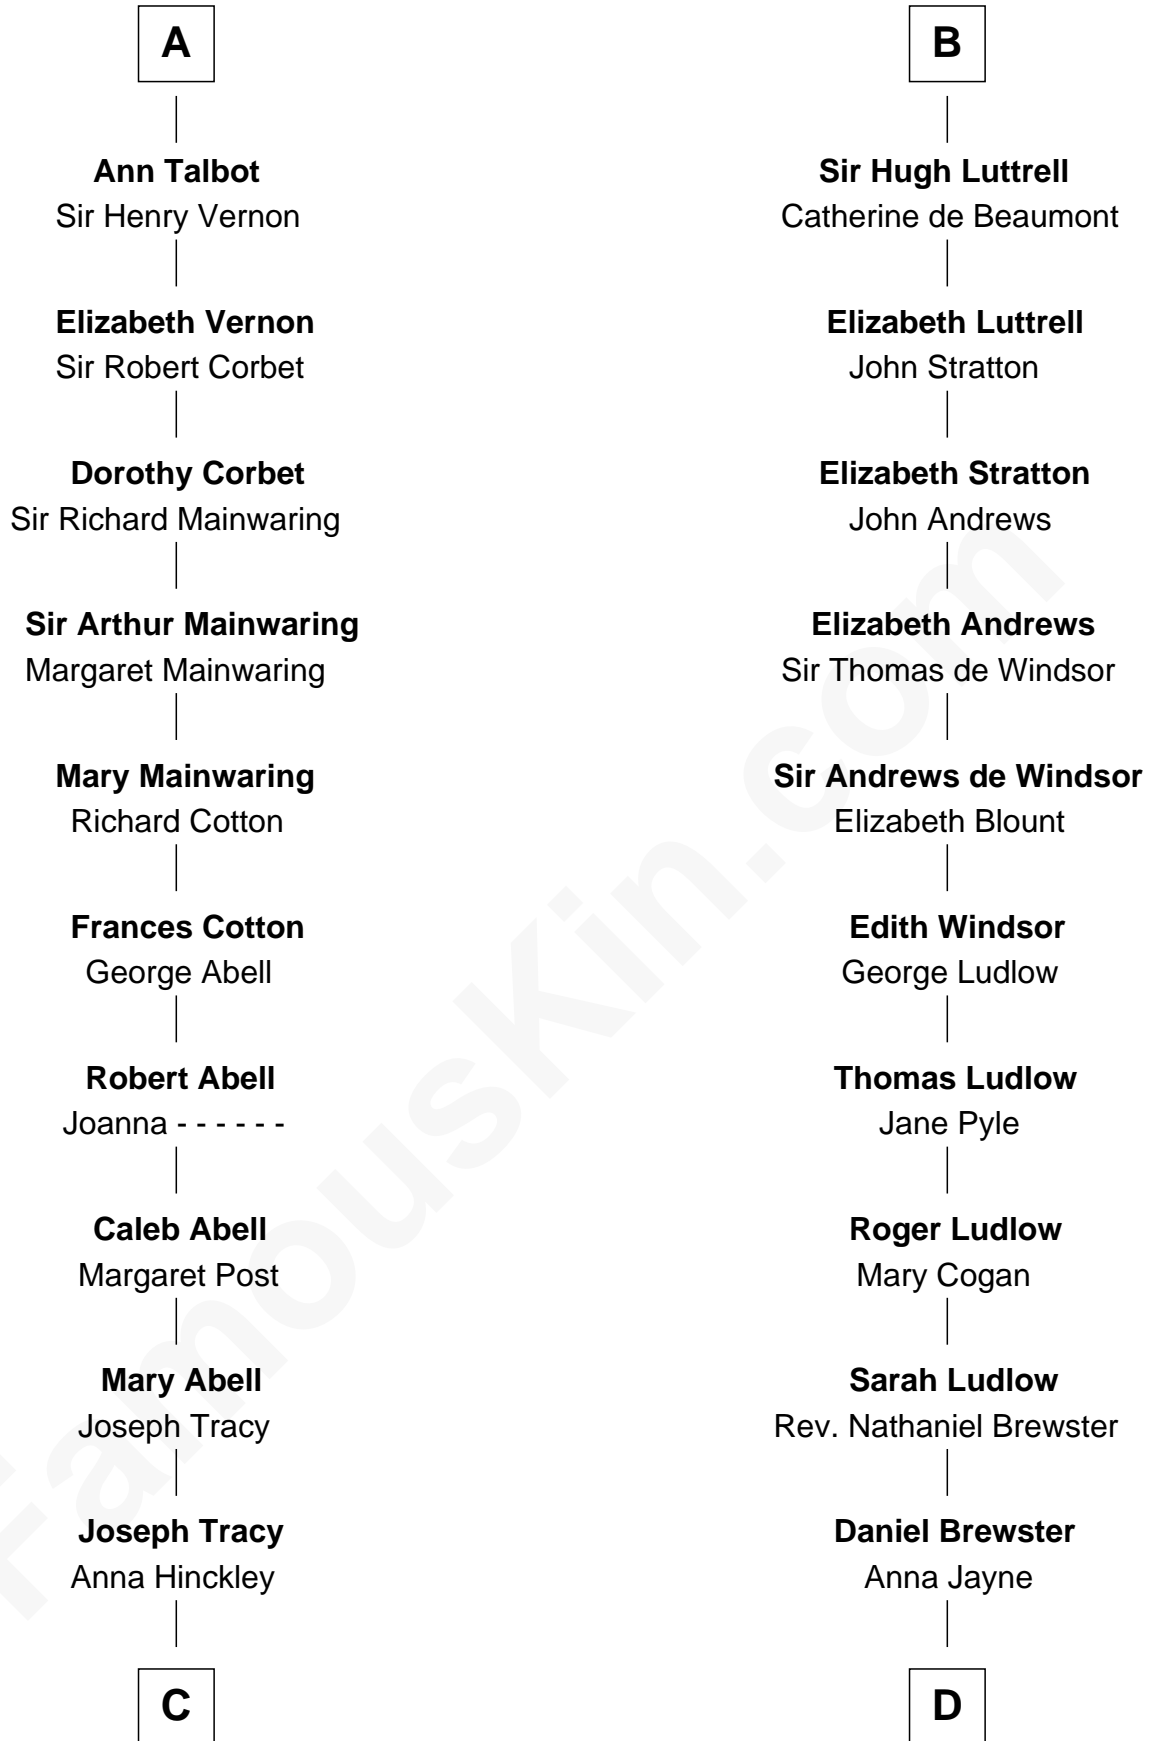 A
Ann Talbot
Sir Henry Vernon
Elizabeth Vernon
Sir Robert Corbet
Dorothy Corbet
Sir Richard Mainwaring
Sir Arthur Mainwaring
Margaret Mainwaring
Mary Mainwaring
Richard Cotton
Frances Cotton
George Abell
Robert Abell
Joanna - - - - - -
Caleb Abell
Margaret Post
Mary Abell
Joseph Tracy
Joseph Tracy
Anna Hinckley
C
B
Sir Hugh Luttrell
Catherine de Beaumont
Elizabeth Luttrell
John Stratton
Elizabeth Stratton
John Andrews
Elizabeth Andrews
Sir Thomas de Windsor
Sir Andrews de Windsor
Elizabeth Blount
Edith Windsor
George Ludlow
Thomas Ludlow
Jane Pyle
Roger Ludlow
Mary Cogan
Sarah Ludlow
Rev. Nathaniel Brewster
Daniel Brewster
Anna Jayne
D
FamousKin.com